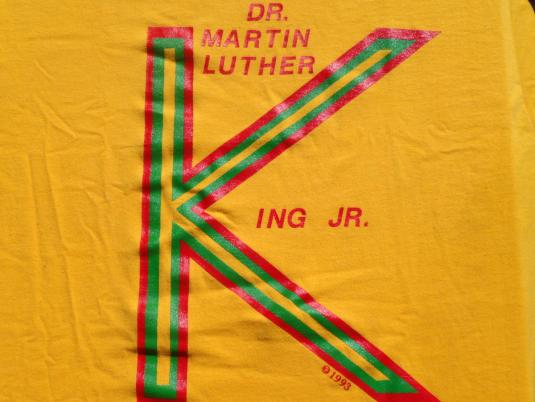 DR.
MARTIN
LUTHER
KING JR.
©1993